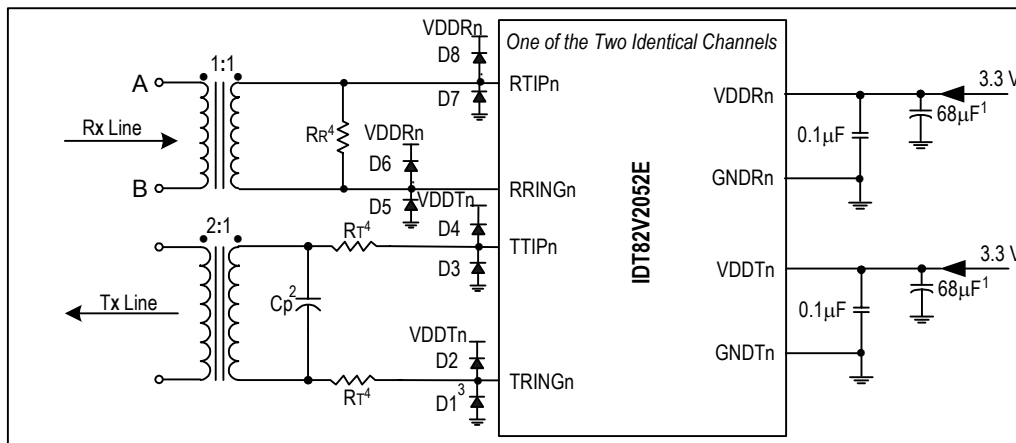 One of the Two Identical Channels
VDDRn
D8
1:1
A
RTIPn
D7
VDDRn
3.3 V
68µF1
Rx Line
RR4
VDDRn
D6
0.1µF
IDT82V2052E
GNDRn
B
RRINGn
D5
VDDTn
D4
2:1
RT4
TTIPn
D3
VDDTn
3.3 V
68µF1
Tx Line
Cp2
0.1µF
VDDTn
D2
GNDTn
TRINGn
RT4
D13